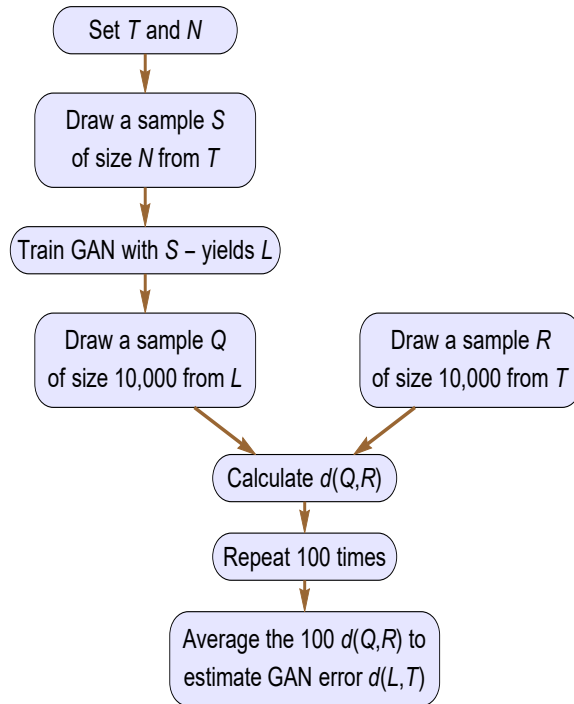 Set T and N
Draw a sample S
of size N from T
Train GAN with S – yields L
Draw a sample Q
of size 10,000 from L
Draw a sample R
of size 10,000 from T
Calculate d(Q,R)
Repeat 100 times
Average the 100 d(Q,R) to
estimate GAN error d(L,T)